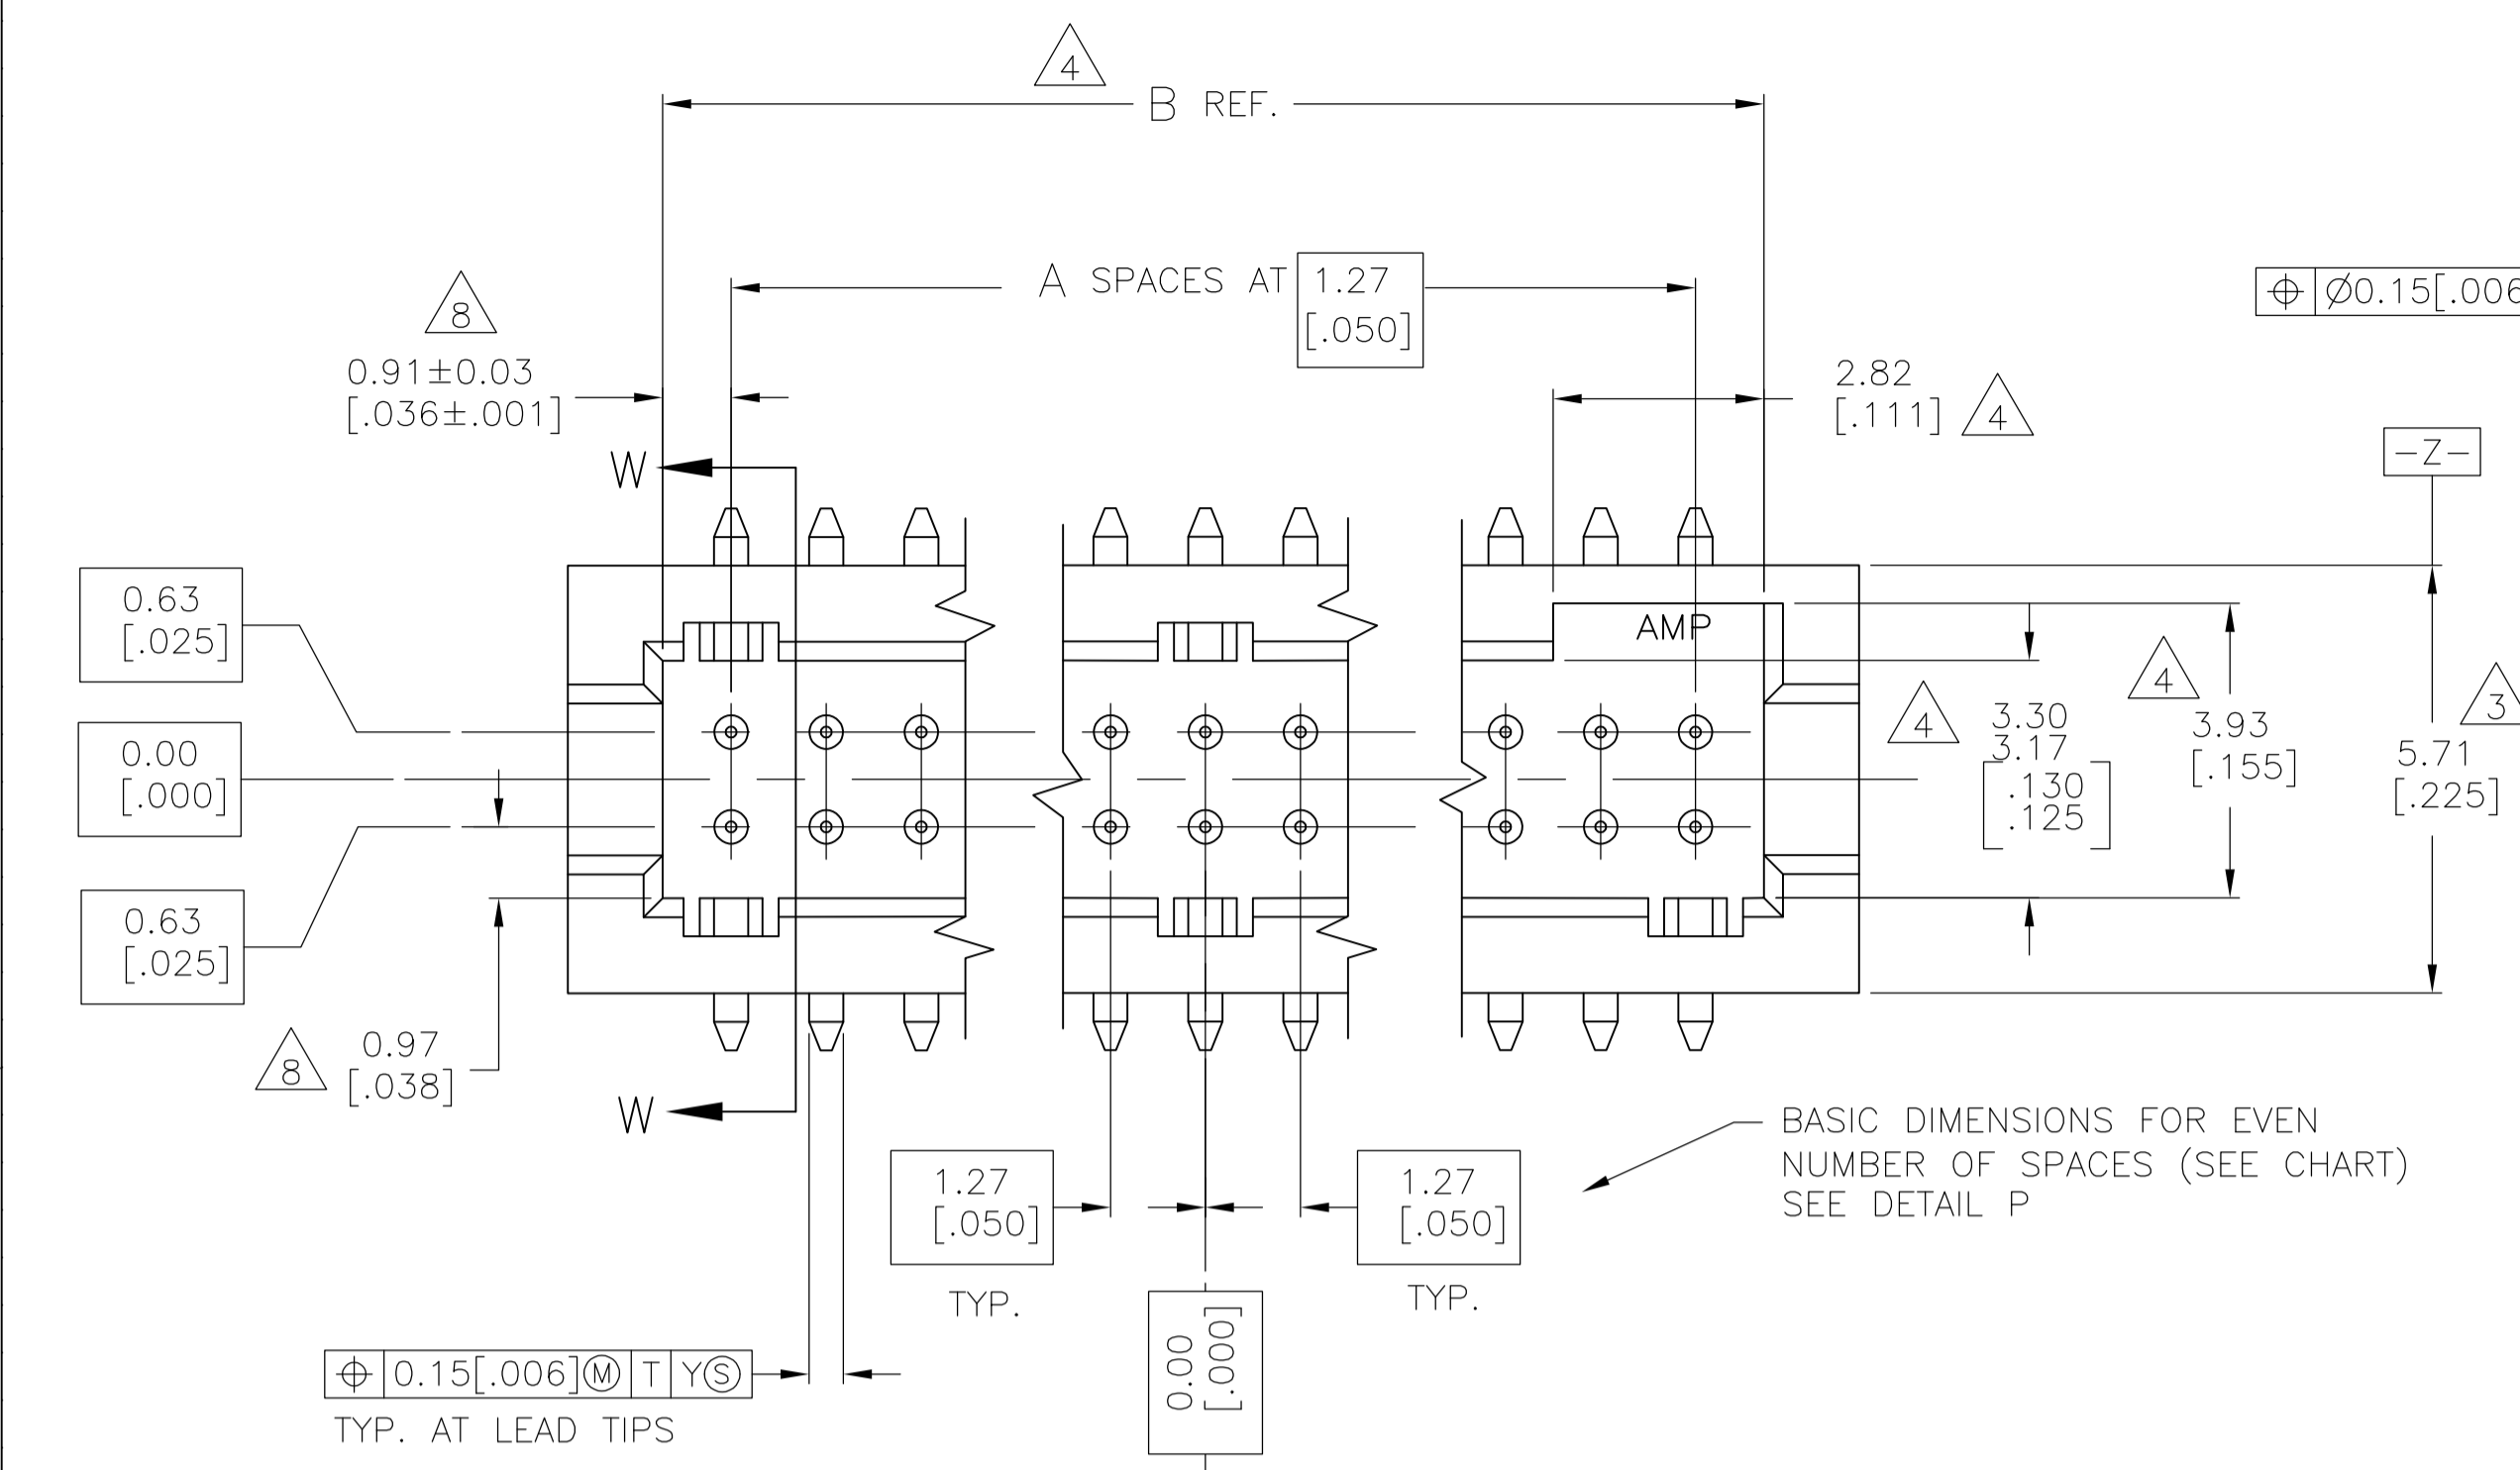 4
B REF.
A SPACES AT 1.27
[.050]
8
0.91±0.03
[.036±.001]
2.82
[.111] 4
⌖ Ø0.15[.006
-Z-
W
AMP
0.63
[.025]
0.00
[.000]
0.63
[.025]
4
3.30
3.17
[.130
.125]
4
3.93
[.155]
3
5.71
[.225]
8
0.97
[.038]
W
1.27
[.050]
TYP.
1.27
[.050]
TYP.
BASIC DIMENSIONS FOR EVEN
NUMBER OF SPACES (SEE CHART)
SEE DETAIL P
0.00
[.000]
⌖ 0.15[.006]Ⓜ T YⓈ
TYP. AT LEAD TIPS